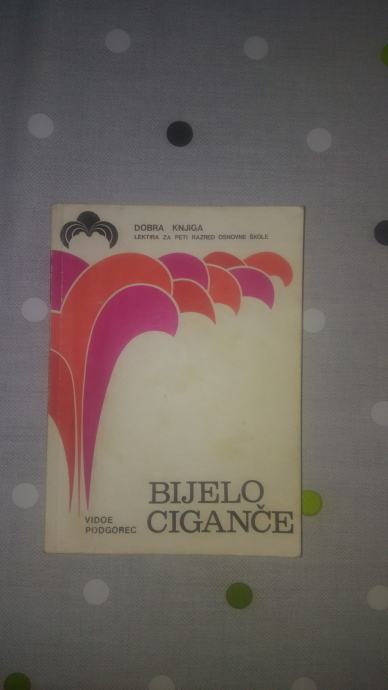 DOBRA KNJIGA
LEKTIRA ZA PETI RAZRED OSNOVNE ŠKOLE
VIDOE
PODGOREC
BIJELO
CIGANČE